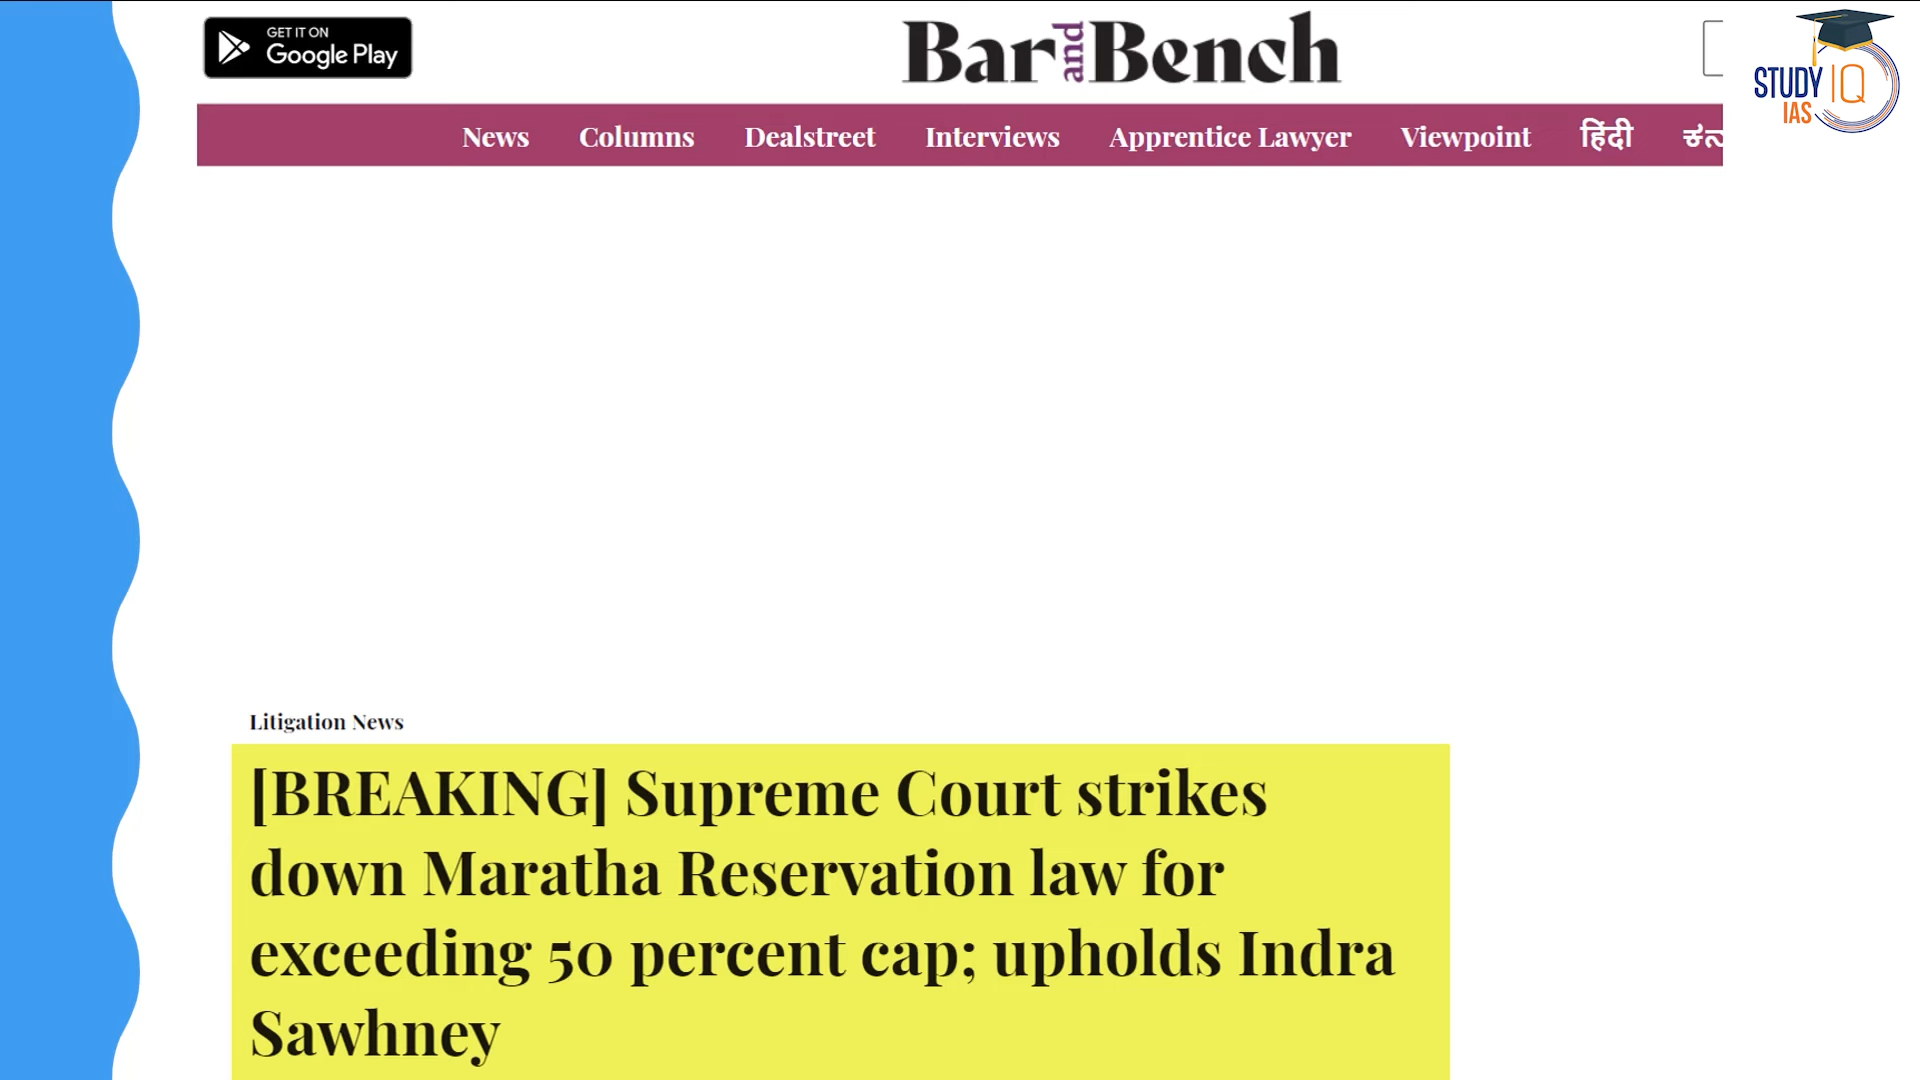 GET IT ON
Google Play
Bar and Bench
STUDY IQ
IAS
News Columns Dealstreet Interviews Apprentice Lawyer Viewpoint हिंदी
Litigation News
[BREAKING] Supreme Court strikes
down Maratha Reservation law for
exceeding 50 percent cap; upholds Indra
Sawhney